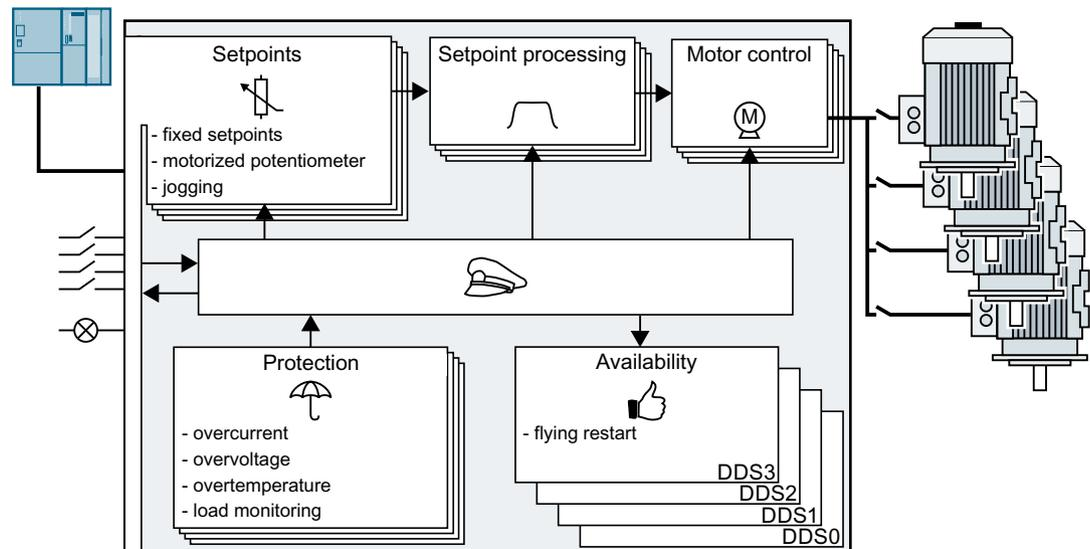 Setpoints
- fixed setpoints
- motorized potentiometer
- jogging
Setpoint processing
Motor control
M
Protection
- overcurrent
- overvoltage
- overtemperature
- load monitoring
Availability
- flying restart
DDS3
DDS2
DDS1
DDS0